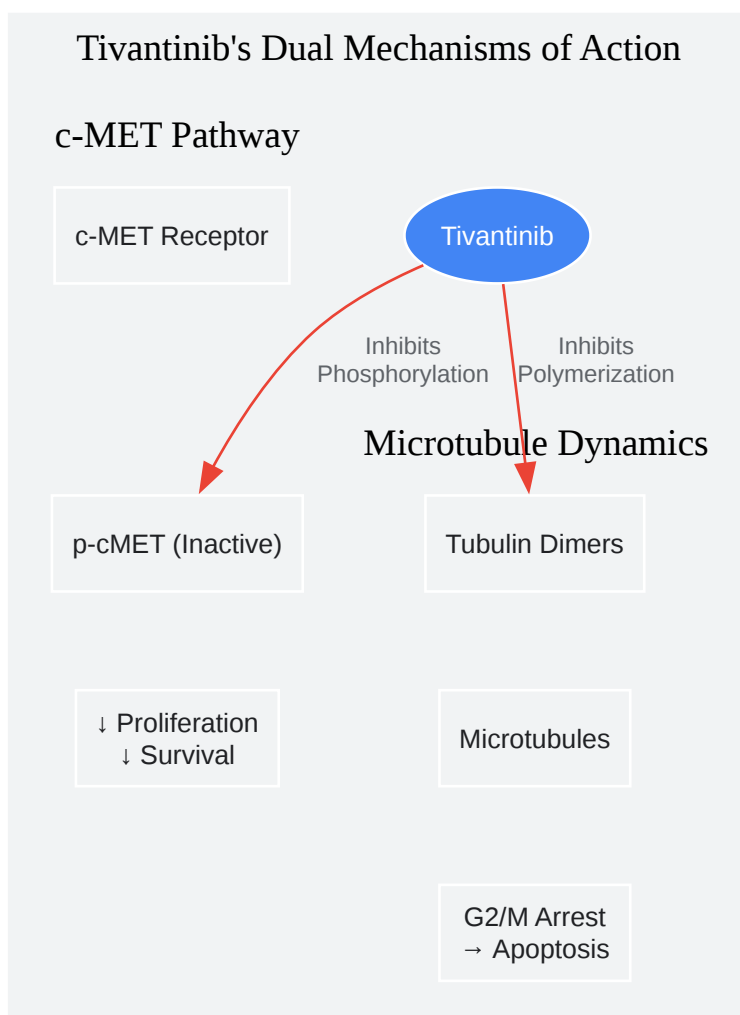 Tivantinib's Dual Mechanisms of Action
c-MET Pathway
c-MET Receptor
Tivantinib
Inhibits
Phosphorylation
Inhibits
Polymerization
Microtubule Dynamics
p-cMET (Inactive)
Tubulin Dimers
↓ Proliferation
↓ Survival
Microtubules
G2/M Arrest
→ Apoptosis